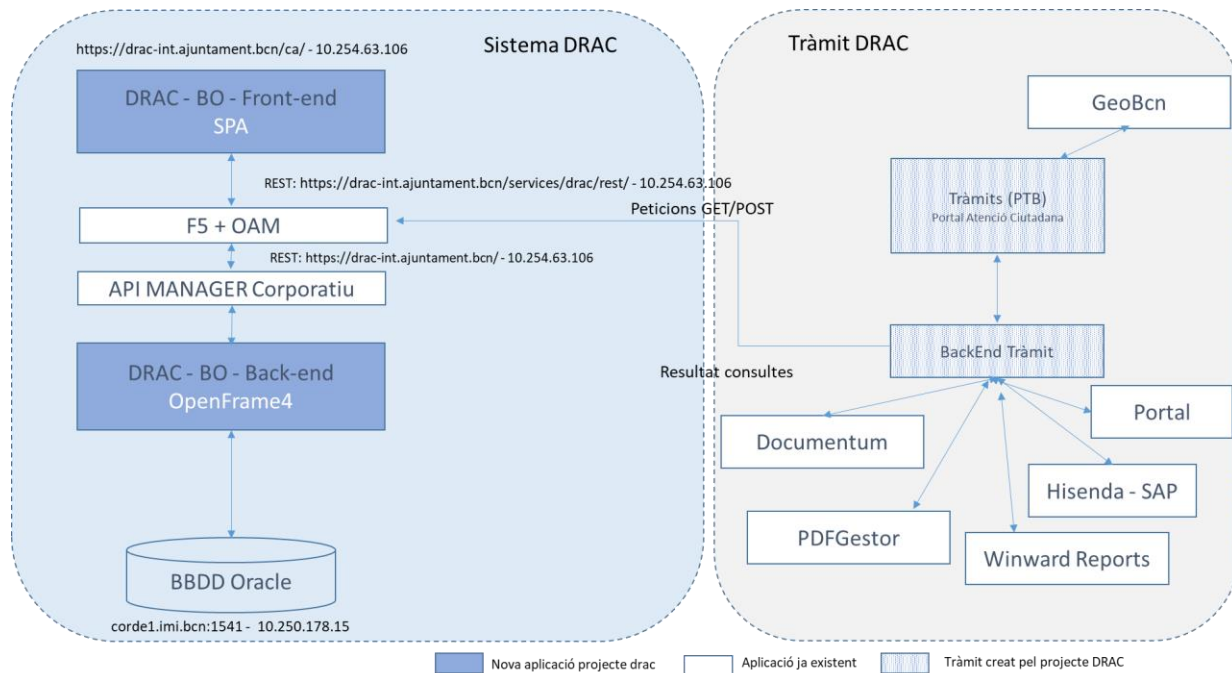 https://drac-int.ajuntament.bcn/ca/ - 10.254.63.106
Sistema DRAC
DRAC - BO - Front-end
SPA
REST: https://drac-int.ajuntament.bcn/services/drac/rest/ - 10.254.63.106
Peticions GET/POST
F5 + OAM
REST: https://drac-int.ajuntament.bcn/ - 10.254.63.106
API MANAGER Corporatiu
DRAC - BO - Back-end
OpenFrame4
Resultat consultes
BBDD Oracle
corde1.imi.bcn:1541 - 10.250.178.15
Tràmit DRAC
GeoBcn
Tràmits (PTB)
Portal Atenció Ciutadana
BackEnd Tràmit
Portal
Documentum
Hisenda - SAP
PDFGestor
Winward Reports
Nova aplicació projecte drac
Aplicació ja existent
Tràmit creat pel projecte DRAC